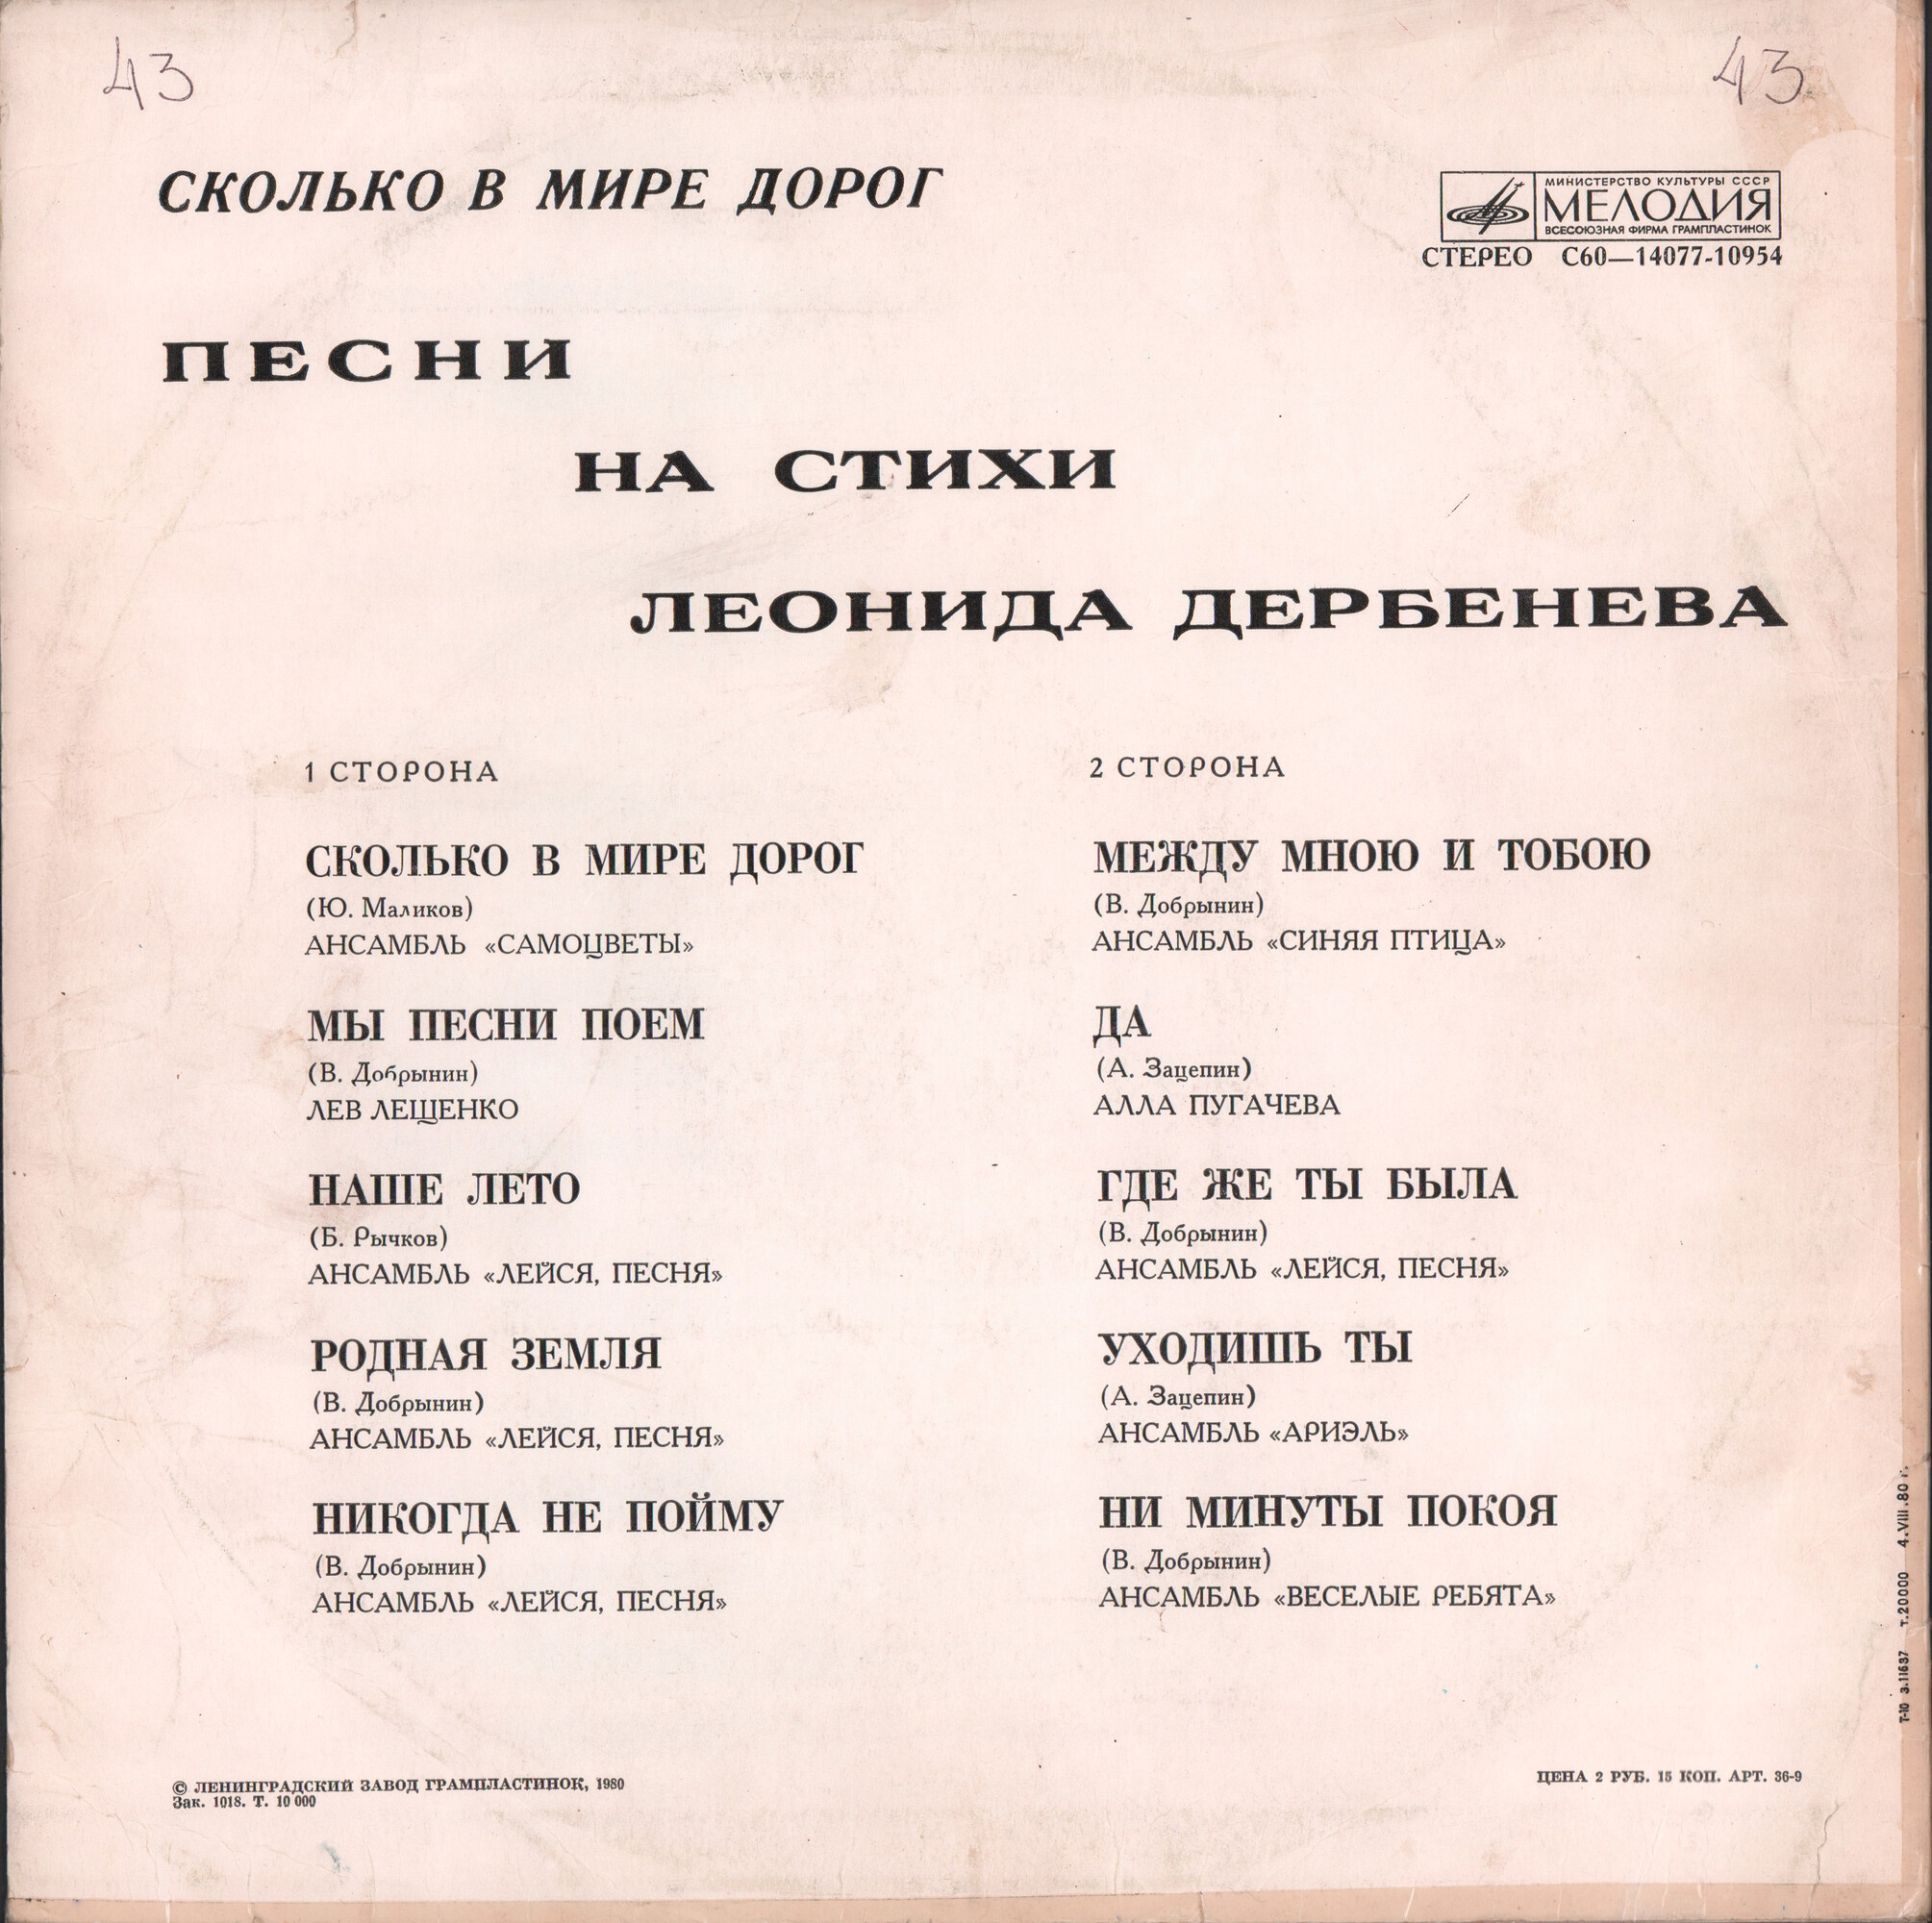 43
43
СКОЛЬКО В МИРЕ ДОРОГ
МИНИСТЕРСТВО КУЛЬТУРЫ СССР
МЕЛОДИЯ
ВСЕСОЮЗНАЯ ФИРМА ГРАМПЛАСТИНОК
СТЕРЕО С60—14077-10954
ПЕСНИ
НА СТИХИ
ЛЕОНИДА ДЕРБЕНЕВА
1 СТОРОНА
СКОЛЬКО В МИРЕ ДОРОГ
(Ю. Маликов)
АНСАМБЛЬ «САМОЦВЕТЫ»
МЫ ПЕСНИ ПОЕМ
(В. Добрынин)
ЛЕВ ЛЕЩЕНКО
НАШЕ ЛЕТО
(Б. Рычков)
АНСАМБЛЬ «ЛЕЙСЯ, ПЕСНЯ»
РОДНАЯ ЗЕМЛЯ
(В. Добрынин)
АНСАМБЛЬ «ЛЕЙСЯ, ПЕСНЯ»
НИКОГДА НЕ ПОЙМУ
(В. Добрынин)
АНСАМБЛЬ «ЛЕЙСЯ, ПЕСНЯ»
2 СТОРОНА
МЕЖДУ МНОЮ И ТОБОЮ
(В. Добрынин)
АНСАМБЛЬ «СИНЯЯ ПТИЦА»
ДА
(А. Зацепин)
АЛЛА ПУГАЧЕВА
ГДЕ ЖЕ ТЫ БЫЛА
(В. Добрынин)
АНСАМБЛЬ «ЛЕЙСЯ, ПЕСНЯ»
УХОДИШЬ ТЫ
(А. Зацепин)
АНСАМБЛЬ «АРИЭЛЬ»
НИ МИНУТЫ ПОКОЯ
(В. Добрынин)
АНСАМБЛЬ «ВЕСЕЛЫЕ РЕБЯТА»
Т-10 З.11637 т.20000 4.VIII.80 г.
© ЛЕНИНГРАДСКИЙ ЗАВОД ГРАМПЛАСТИНОК, 1980
Зак. 1018. Т. 10 000
ЦЕНА 2 РУБ. 15 КОП. АРТ. 36-9